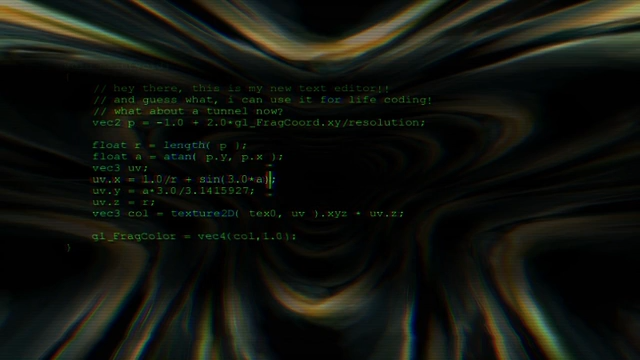 // hey there, this is my new text editor!!
// and guess what, i can use it for life coding!
// what about a tunnel now?
vec2 p = -1.0 + 2.0*gl_FragCoord.xy/resolution;
float r = length( p );
float a = atan( p.y, p.x );
vec3 uv;
uv.x = 1.0/r + sin(3.0*a);
uv.y = a*3.0/3.1415927;
uv.z = r;
vec3 col = texture2D( tex0, uv ).xyz + uv.z;
gl_FragColor = vec4(col,1.0);
}